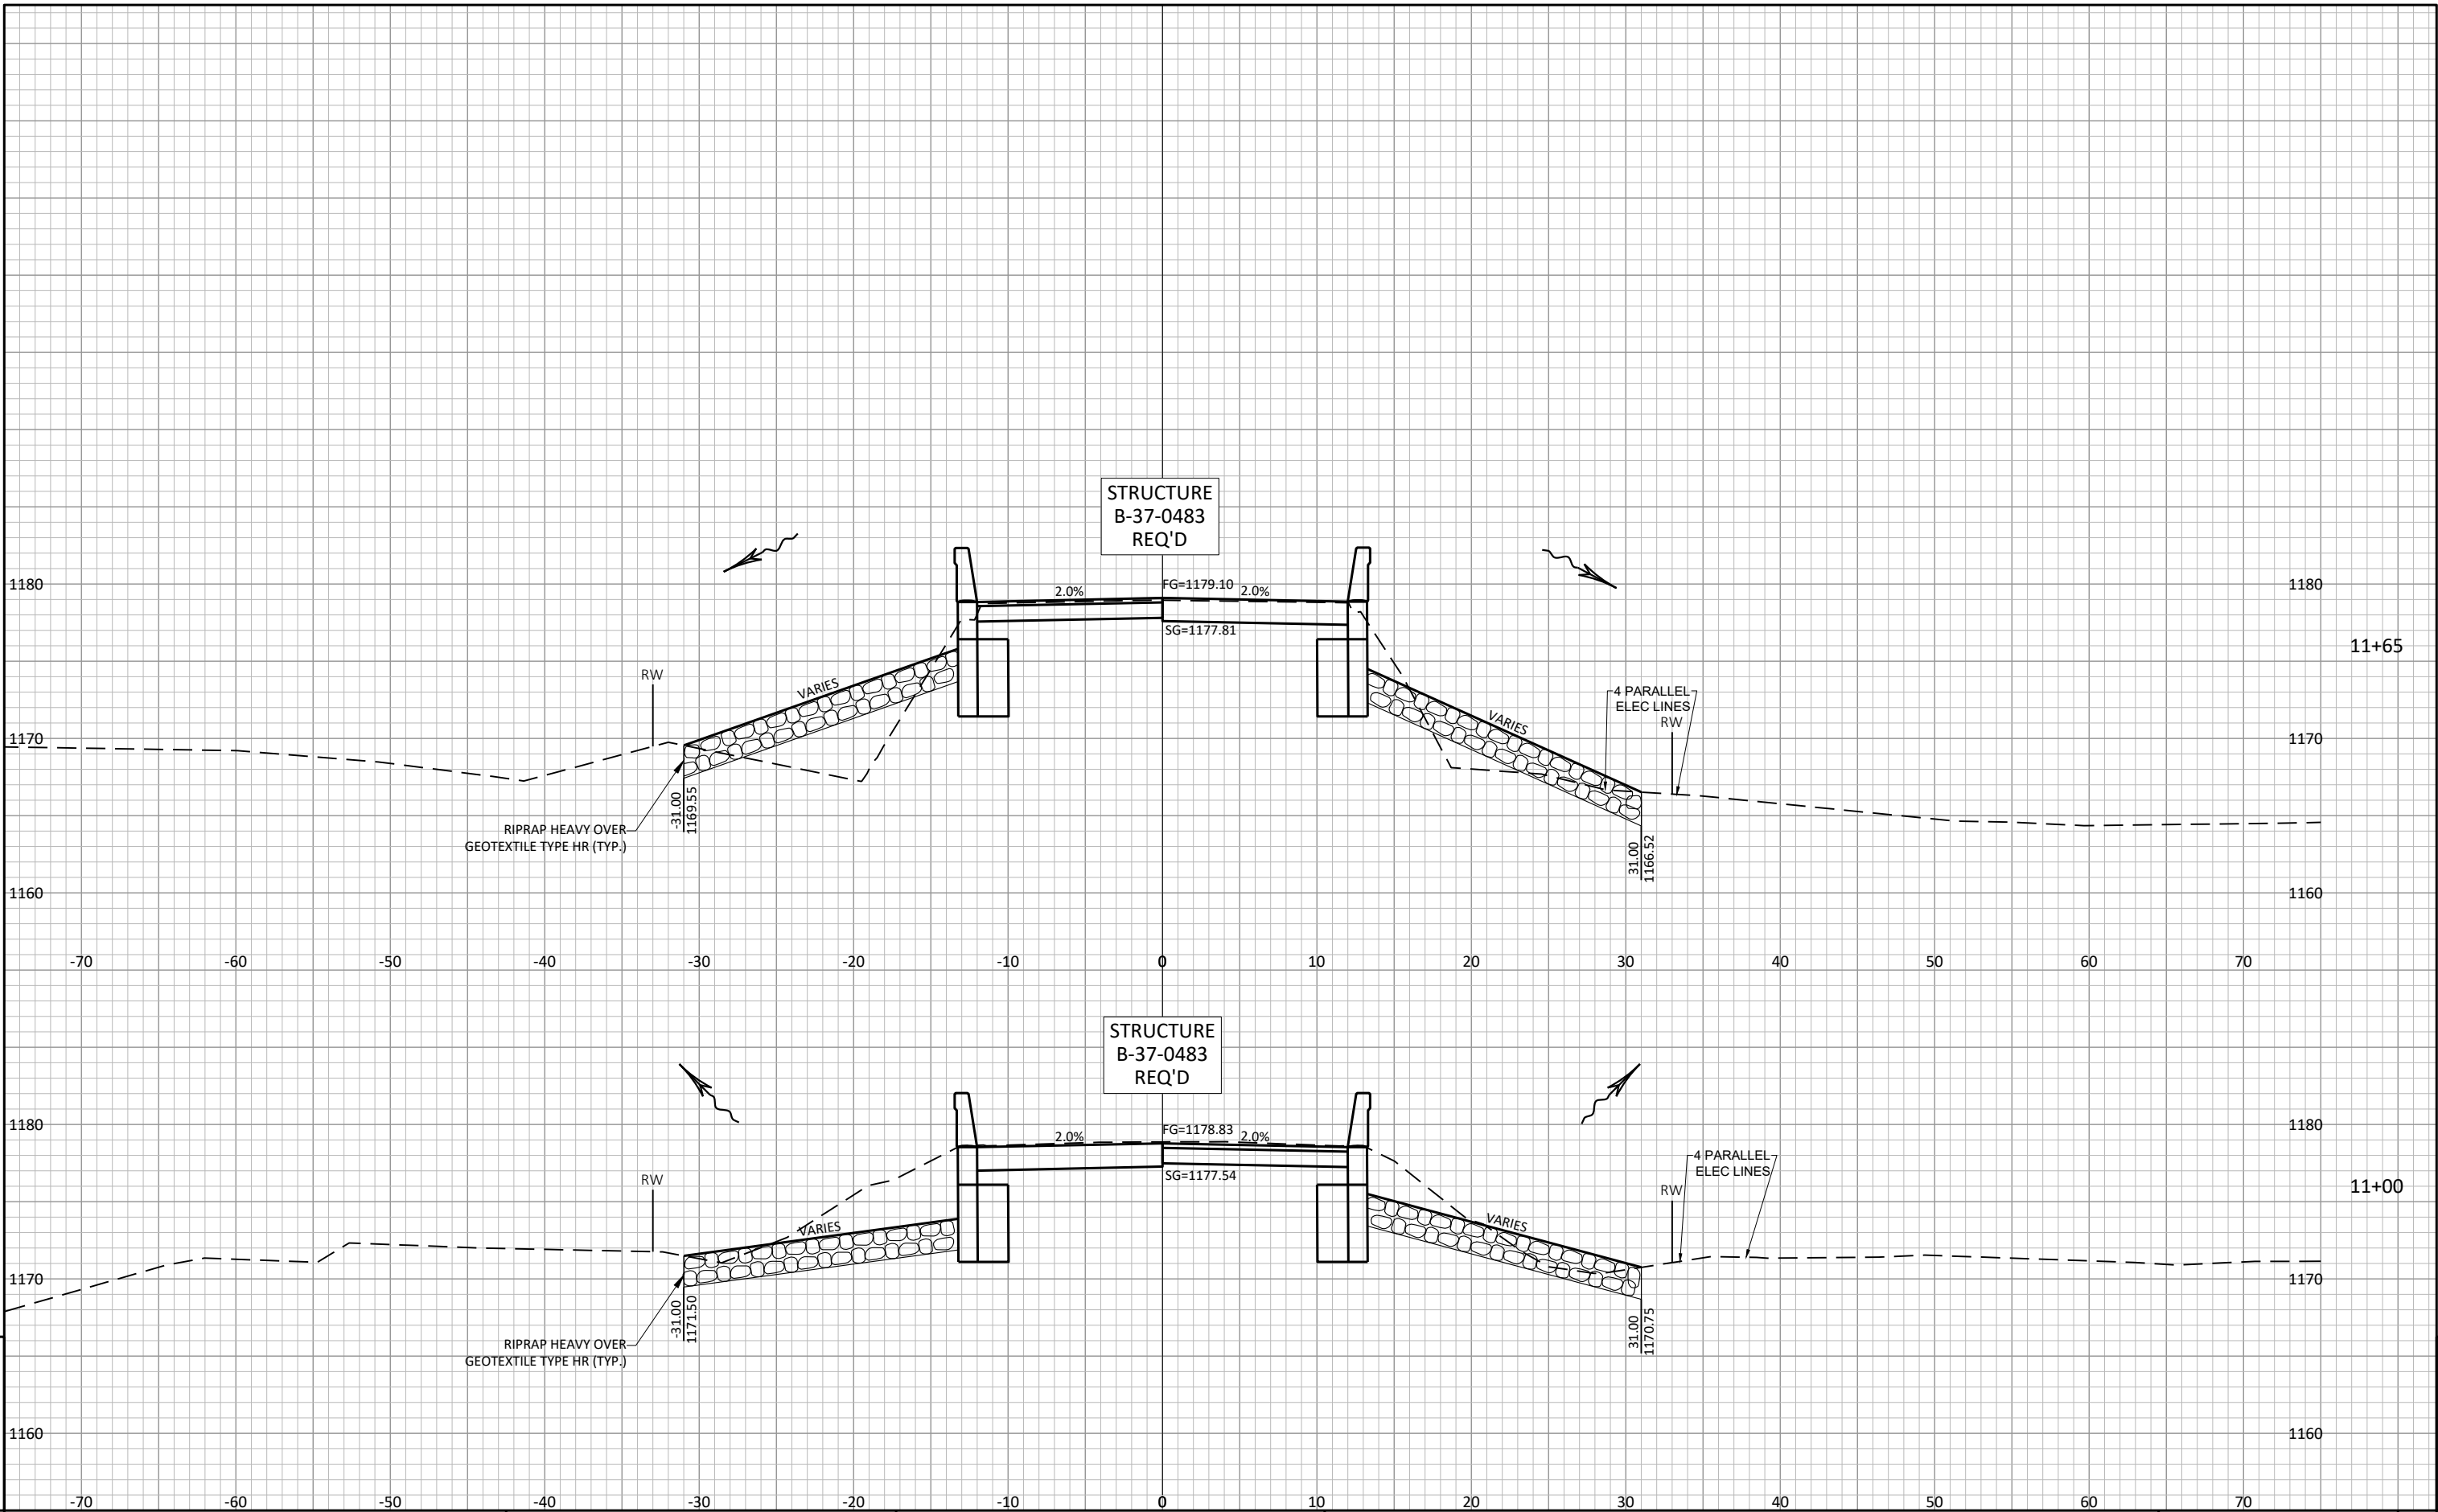 STRUCTURE
B-37-0483
REQ'D
1180
2.0%
FG=1179.10
2.0%
1180
SG=1177.81
11+65
RW
VARIES
VARIES
4 PARALLEL
ELEC LINES
RW
1170
1170
-31.00
1169.55
RIPRAP HEAVY OVER
GEOTEXTILE TYPE HR (TYP.)
31.00
1166.52
1160
1160
-70 -60 -50 -40 -30 -20 -10 0 10 20 30 40 50 60 70
STRUCTURE
B-37-0483
REQ'D
1180
2.0%
FG=1178.83
2.0%
1180
SG=1177.54
4 PARALLEL
ELEC LINES
RW
RW
11+00
VARIES
VARIES
1170
1170
-31.00
1171.50
RIPRAP HEAVY OVER
GEOTEXTILE TYPE HR (TYP.)
31.00
1170.75
1160
1160
-70 -60 -50 -40 -30 -20 -10 0 10 20 30 40 50 60 70